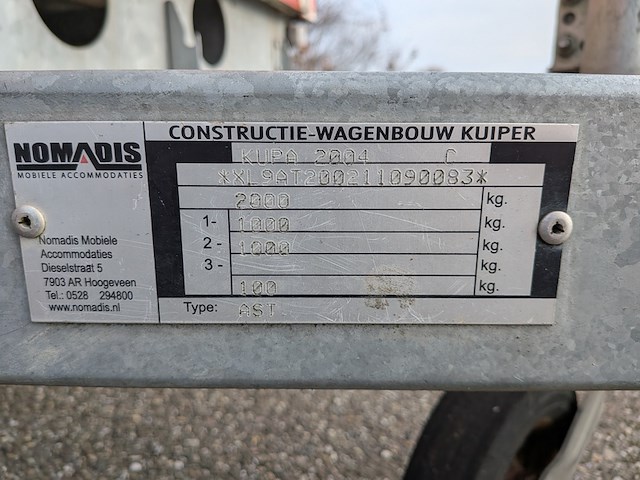 NOMADIS
MOBIELE ACCOMMODATIES
Nomadis Mobiele
Accommodaties
Dieselstraat 5
7903 AR Hoogeveen
Tel.: 0528 294800
www.nomadis.nl
CONSTRUCTIE-WAGENBOUW KUIPER
KUPA 2004 C
*XL9AT200211090083*
2000 kg.
1- 1000 kg.
2- 1000 kg.
3- kg.
100 kg.
Type: AST